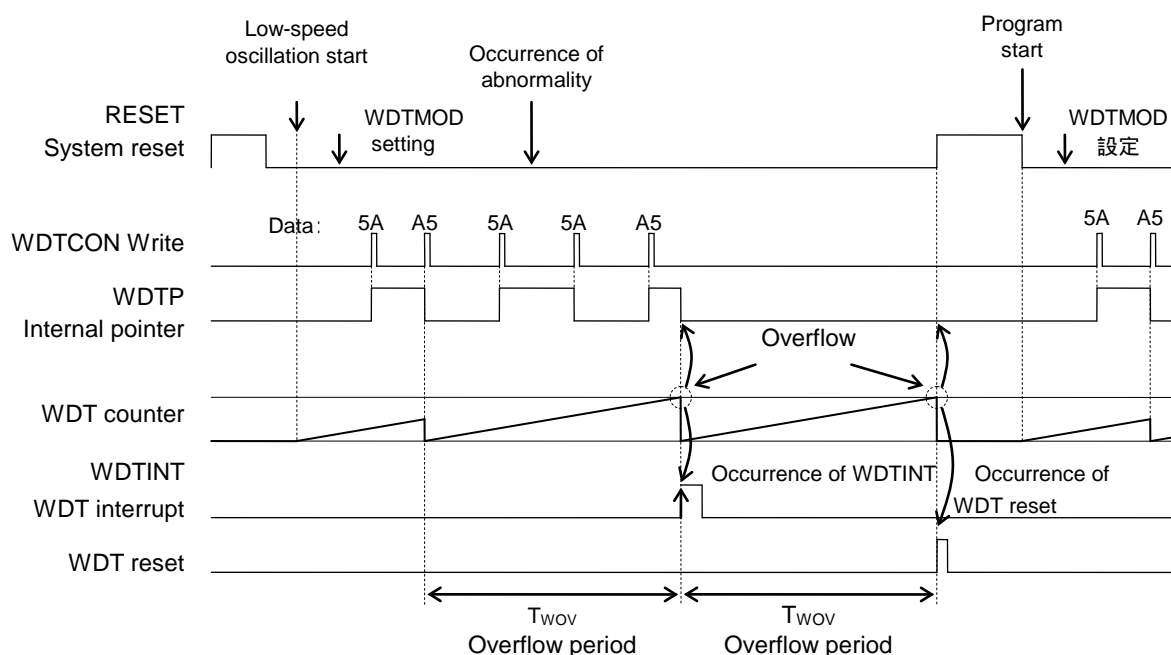 Low-speed
oscillation start
Occurrence of
abnormality
Program
start
RESET
System reset
WDTMOD
setting
WDTMOD
設定
WDTCON Write
Data:
5A
A5
5A
5A
A5
5A
A5
WDTP
Internal pointer
Overflow
WDT counter
WDTINT
WDT interrupt
Occurrence of WDTINT
Occurrence of
WDT reset
WDT reset
TWOV
Overflow period
TWOV
Overflow period